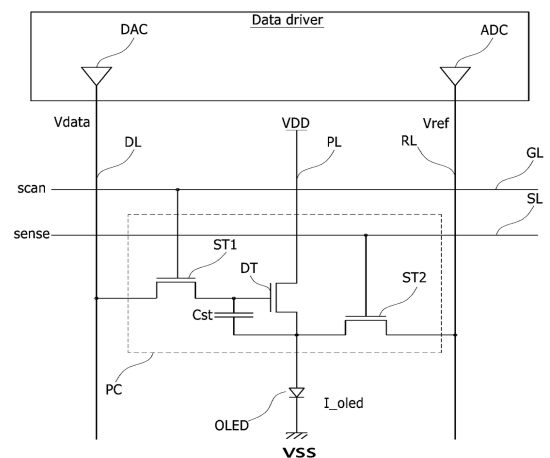 Data driver
DAC
ADC
Vdata
VDD
Vref
DL
PL
RL
GL
scan
SL
sense
ST1
DT
ST2
Cst
PC
OLED
I_oled
VSS